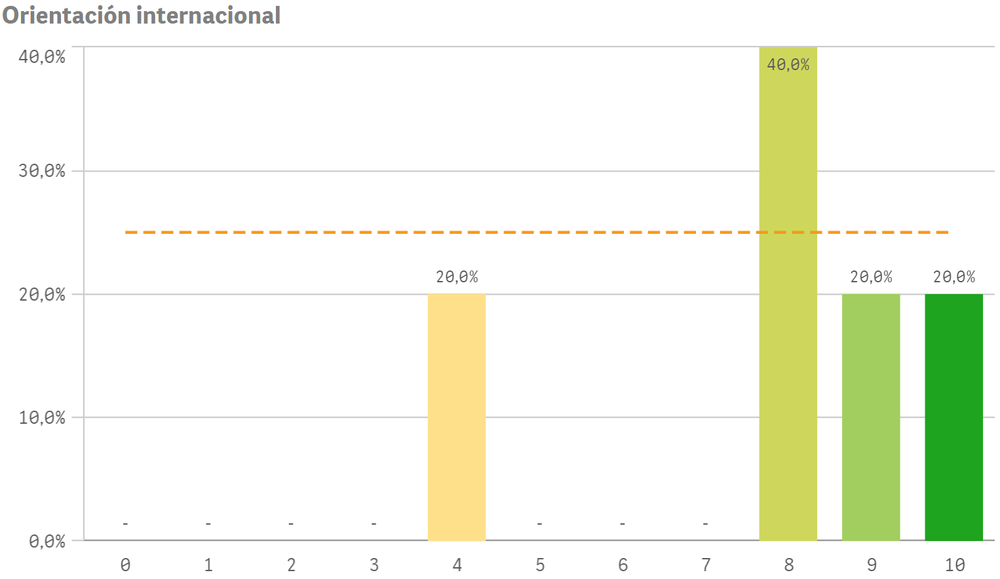 Orientación internacional
40,0%
40,0%
30,0%
20,0% 20,0% 20,0%
20,0%
10,0%
- - - - - - -
0,0%
0 1 2 3 4 5 6 7 8 9 10